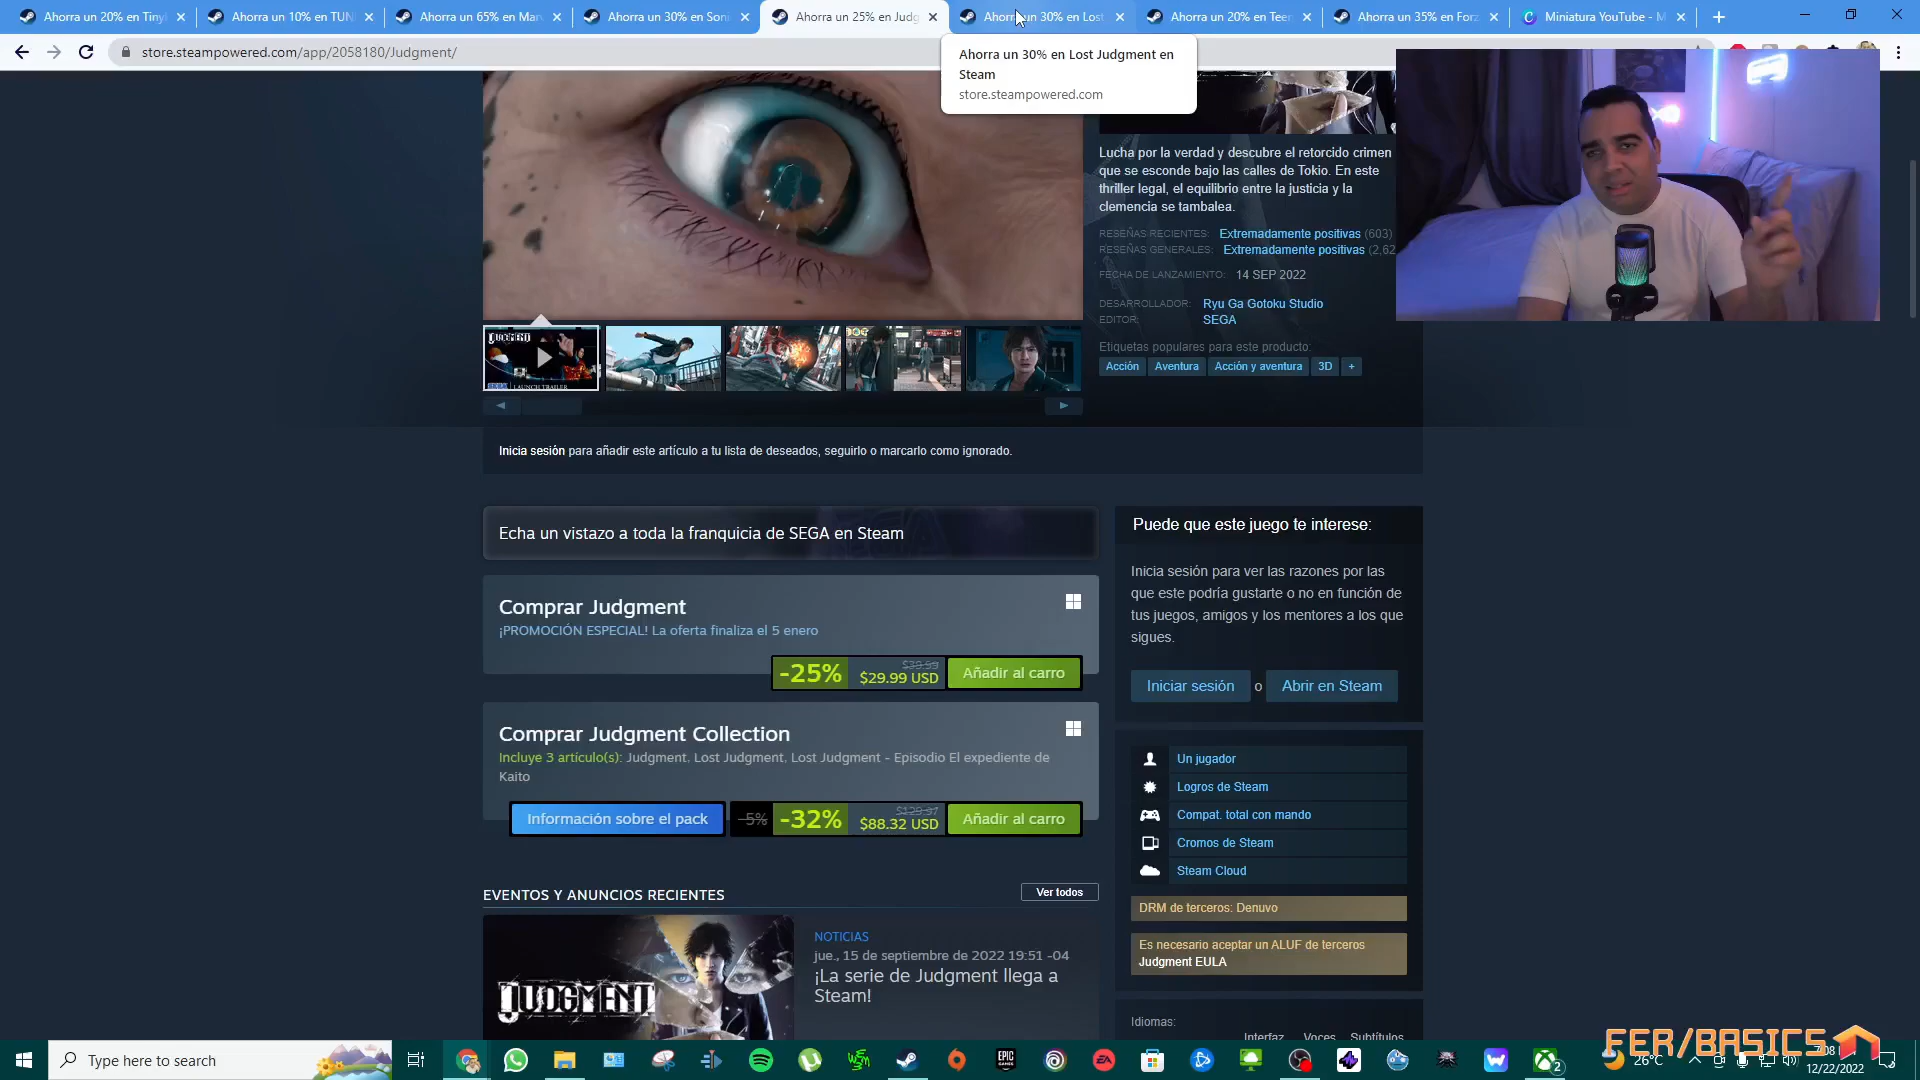 Ahorra un 20% en Tiny
Ahorra un 10% en TUN
Ahorra un 65% en Mar
Ahorra un 30% en Soni
Ahorra un 25% en Judg
Ahorra un 30% en Lost
Ahorra un 20% en Teen
Ahorra un 35% en Forz
Miniatura YouTube - M
store.steampowered.com/app/2058180/Judgment/
Ahorra un 30% en Lost Judgment en
Steam
store.steampowered.com
Lucha por la verdad y descubre el retorcido crimen
que se esconde bajo las calles de Tokio. En este
thriller legal, el equilibrio entre la justicia y la
clemencia se tambalea.
RESEÑAS RECIENTES: Extremadamente positivas (603)
RESEÑAS GENERALES: Extremadamente positivas (2,62
FECHA DE LANZAMIENTO: 14 SEP 2022
DESARROLLADOR: Ryu Ga Gotoku Studio
EDITOR: SEGA
Etiquetas populares para este producto:
Acción Aventura Acción y aventura 3D +
JUDGMENT
SEGA LAUNCH TRAILER
Inicia sesión para añadir este artículo a tu lista de deseados, seguirlo o marcarlo como ignorado.
Echa un vistazo a toda la franquicia de SEGA en Steam
Comprar Judgment
¡PROMOCIÓN ESPECIAL! La oferta finaliza el 5 enero
-25% $39.99 $29.99 USD Añadir al carro
Comprar Judgment Collection
Incluye 3 artículo(s): Judgment, Lost Judgment, Lost Judgment - Episodio El expediente de
Kaito
Información sobre el pack -5% -32% $129.97 $88.32 USD Añadir al carro
EVENTOS Y ANUNCIOS RECIENTES Ver todos
JUDGMENT
NOTICIAS
jue., 15 de septiembre de 2022 19:51 -04
¡La serie de Judgment llega a
Steam!
Puede que este juego te interese:
Inicia sesión para ver las razones por las
que este podría gustarte o no en función de
tus juegos, amigos y los mentores a los que
sigues.
Iniciar sesión o Abrir en Steam
Un jugador
Logros de Steam
Compat. total con mando
Cromos de Steam
Steam Cloud
DRM de terceros: Denuvo
Es necesario aceptar un ALUF de terceros
Judgment EULA
Idiomas:
Interfaz Voces Subtítulos
FER/BASICS
Type here to search
EPIC GAMES
EA
2
26°C
12/22/2022